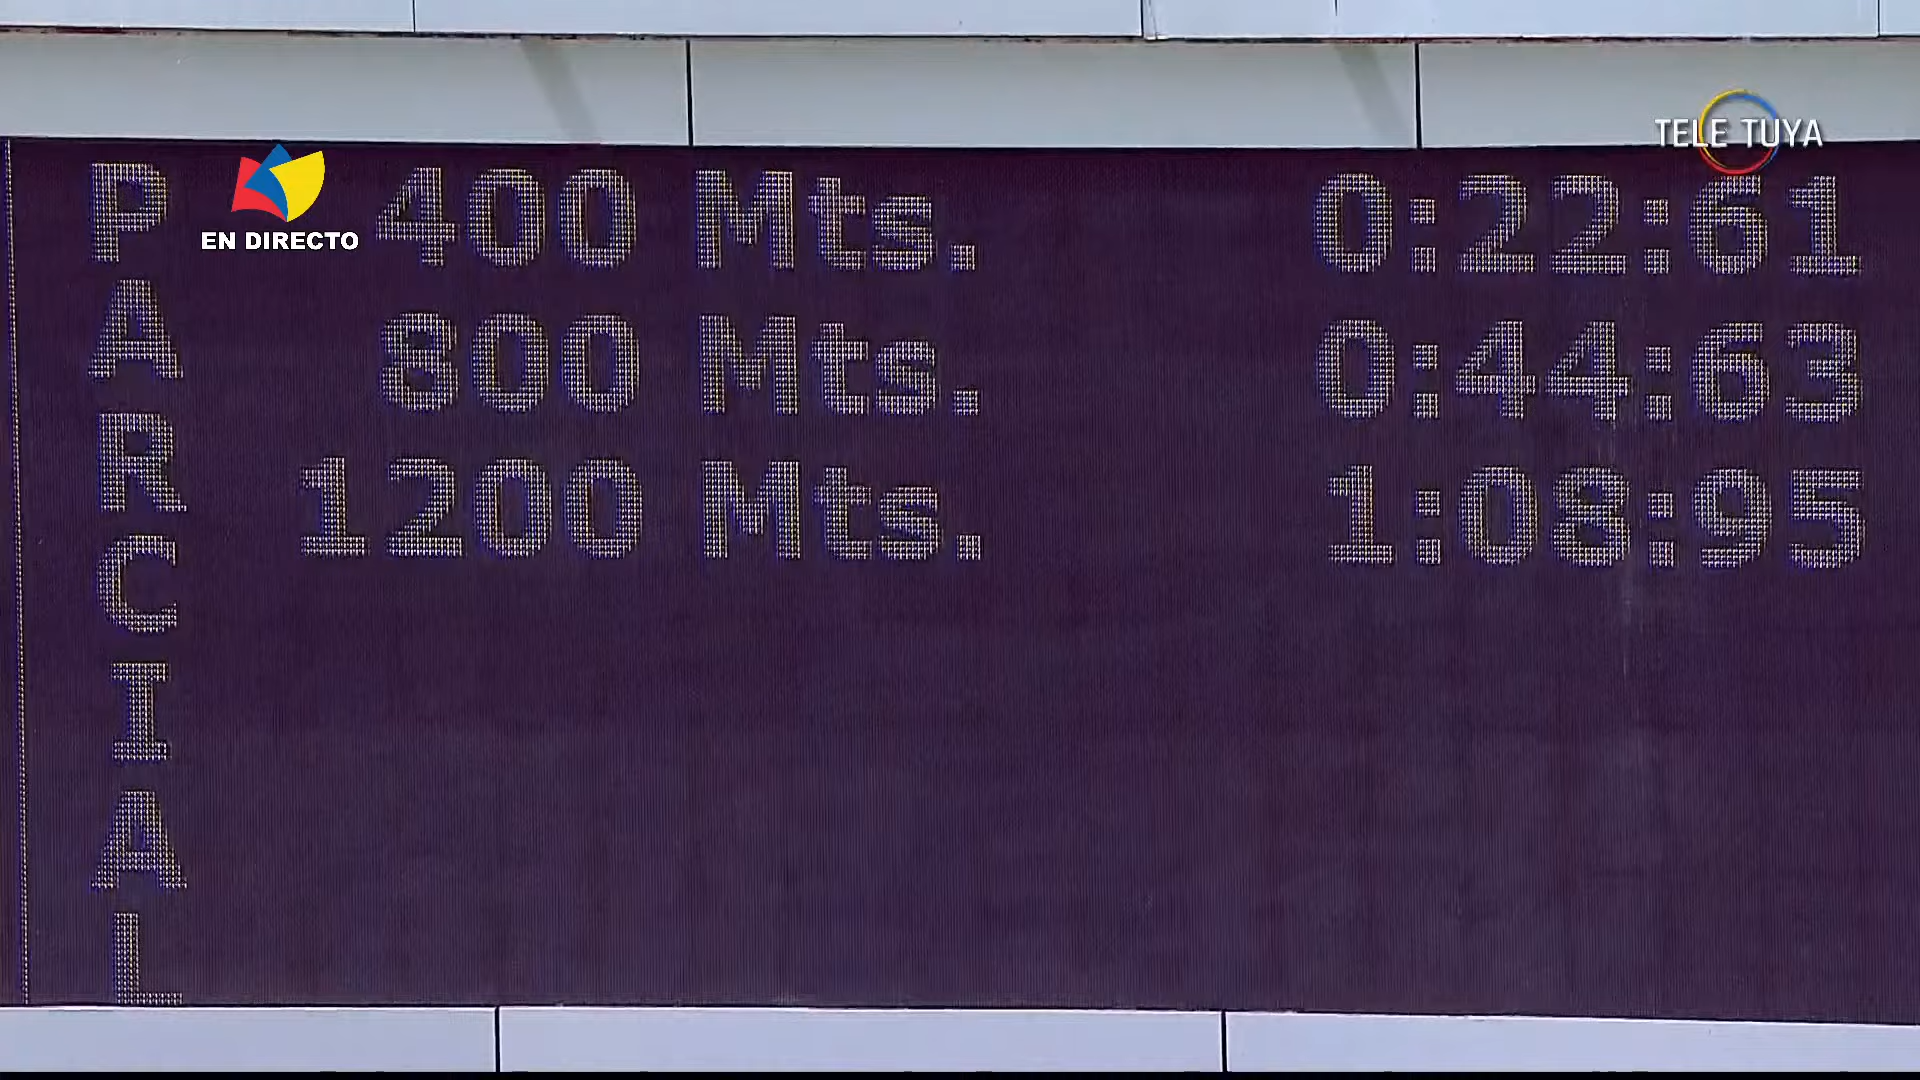 TELE TUYA
EN DIRECTO
PARCIAL
400 Mts. 0:22:61
800 Mts. 0:44:63
1200 Mts. 1:08:95